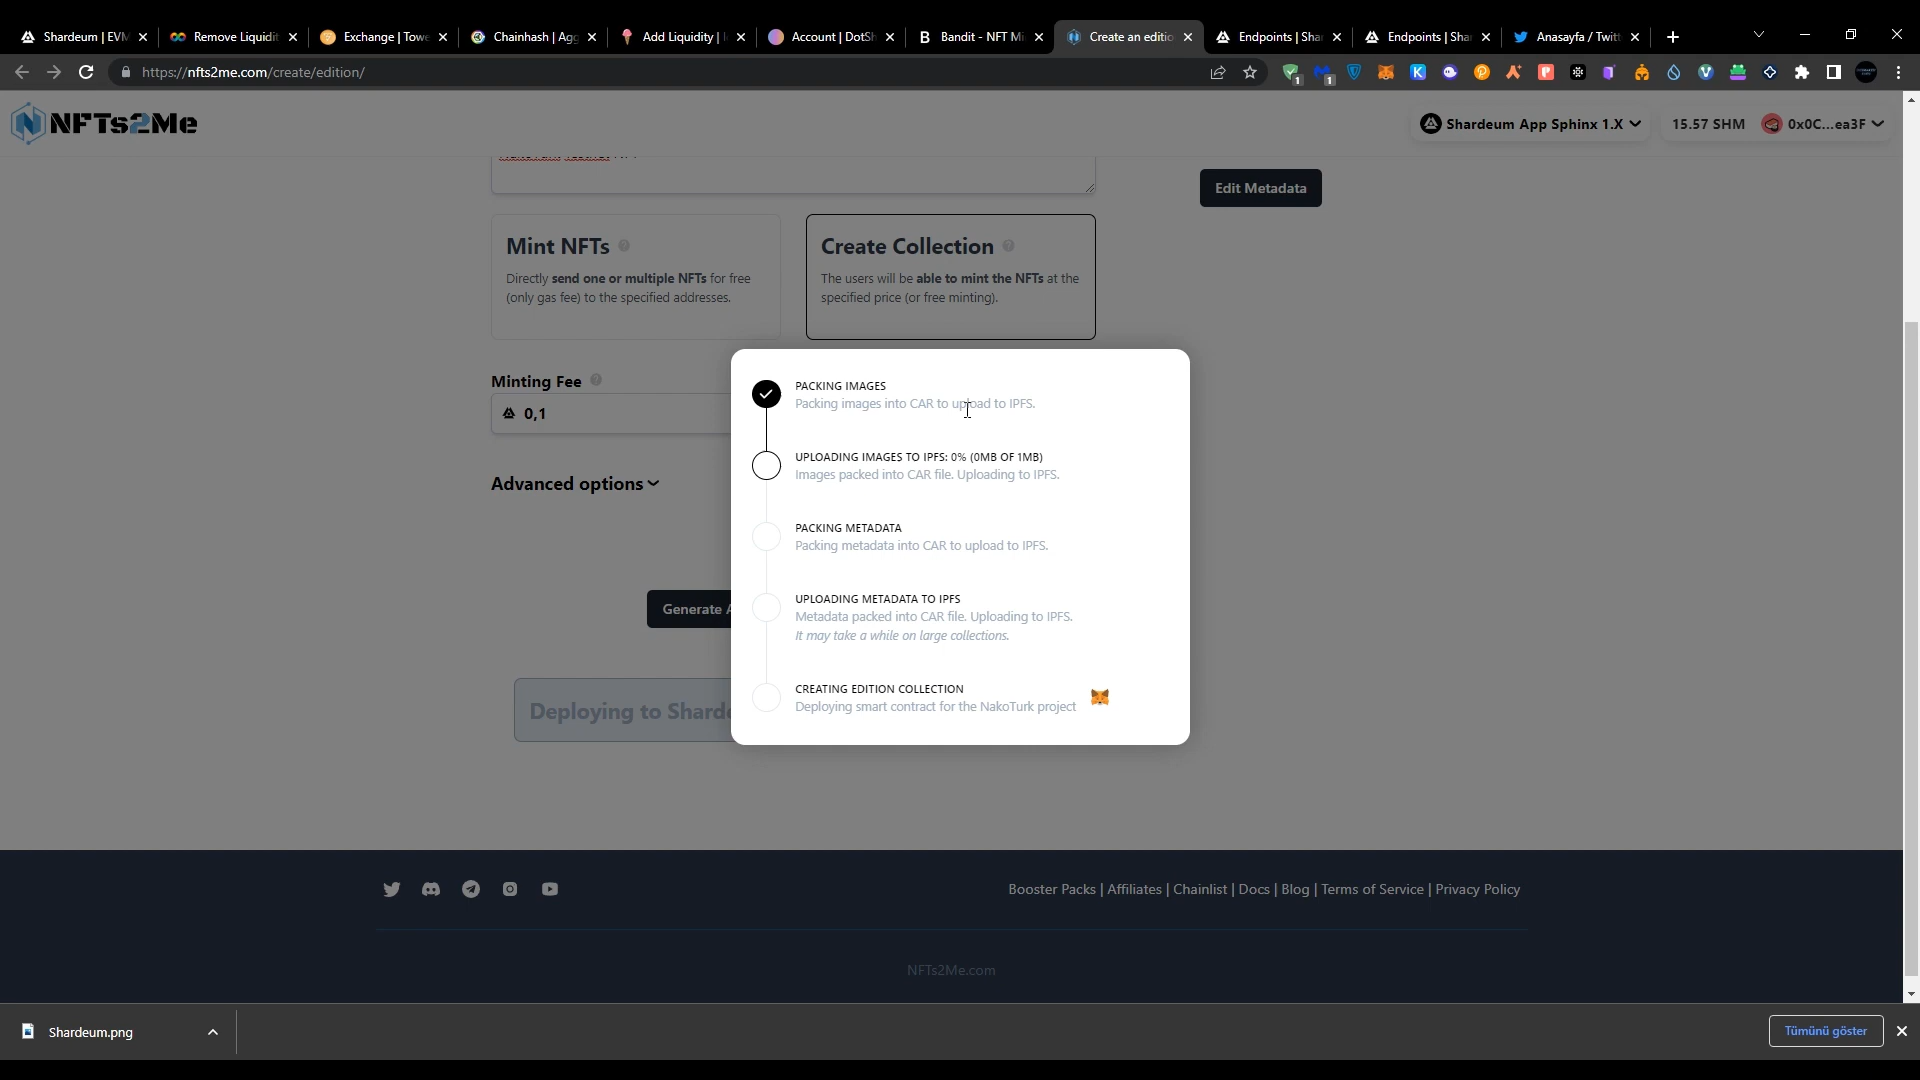 Shardeum | EVM
Remove Liquidit
Exchange | Towe
Chainhash | Agg
Add Liquidity |
Account | DotSh
Bandit - NFT Mi
Create an editio
Endpoints | Sha
Endpoints | Sha
Anasayfa / Twitt
https://nfts2me.com/create/edition/
1
1
NFTs2Me
Shardeum App Sphinx 1.X
15.57 SHM
0x0C...ea3F
Edit Metadata
Mint NFTs
Directly send one or multiple NFTs for free
(only gas fee) to the specified addresses.
Create Collection
The users will be able to mint the NFTs at the
specified price (or free minting).
Minting Fee
0,1
Advanced options
Generate A
Deploying to Sharde
PACKING IMAGES
Packing images into CAR to upload to IPFS.
UPLOADING IMAGES TO IPFS: 0% (0MB OF 1MB)
Images packed into CAR file. Uploading to IPFS.
PACKING METADATA
Packing metadata into CAR to upload to IPFS.
UPLOADING METADATA TO IPFS
Metadata packed into CAR file. Uploading to IPFS.
It may take a while on large collections.
CREATING EDITION COLLECTION
Deploying smart contract for the NakoTurk project
Booster Packs | Affiliates | Chainlist | Docs | Blog | Terms of Service | Privacy Policy
NFTs2Me.com
Shardeum.png
Tümünü göster